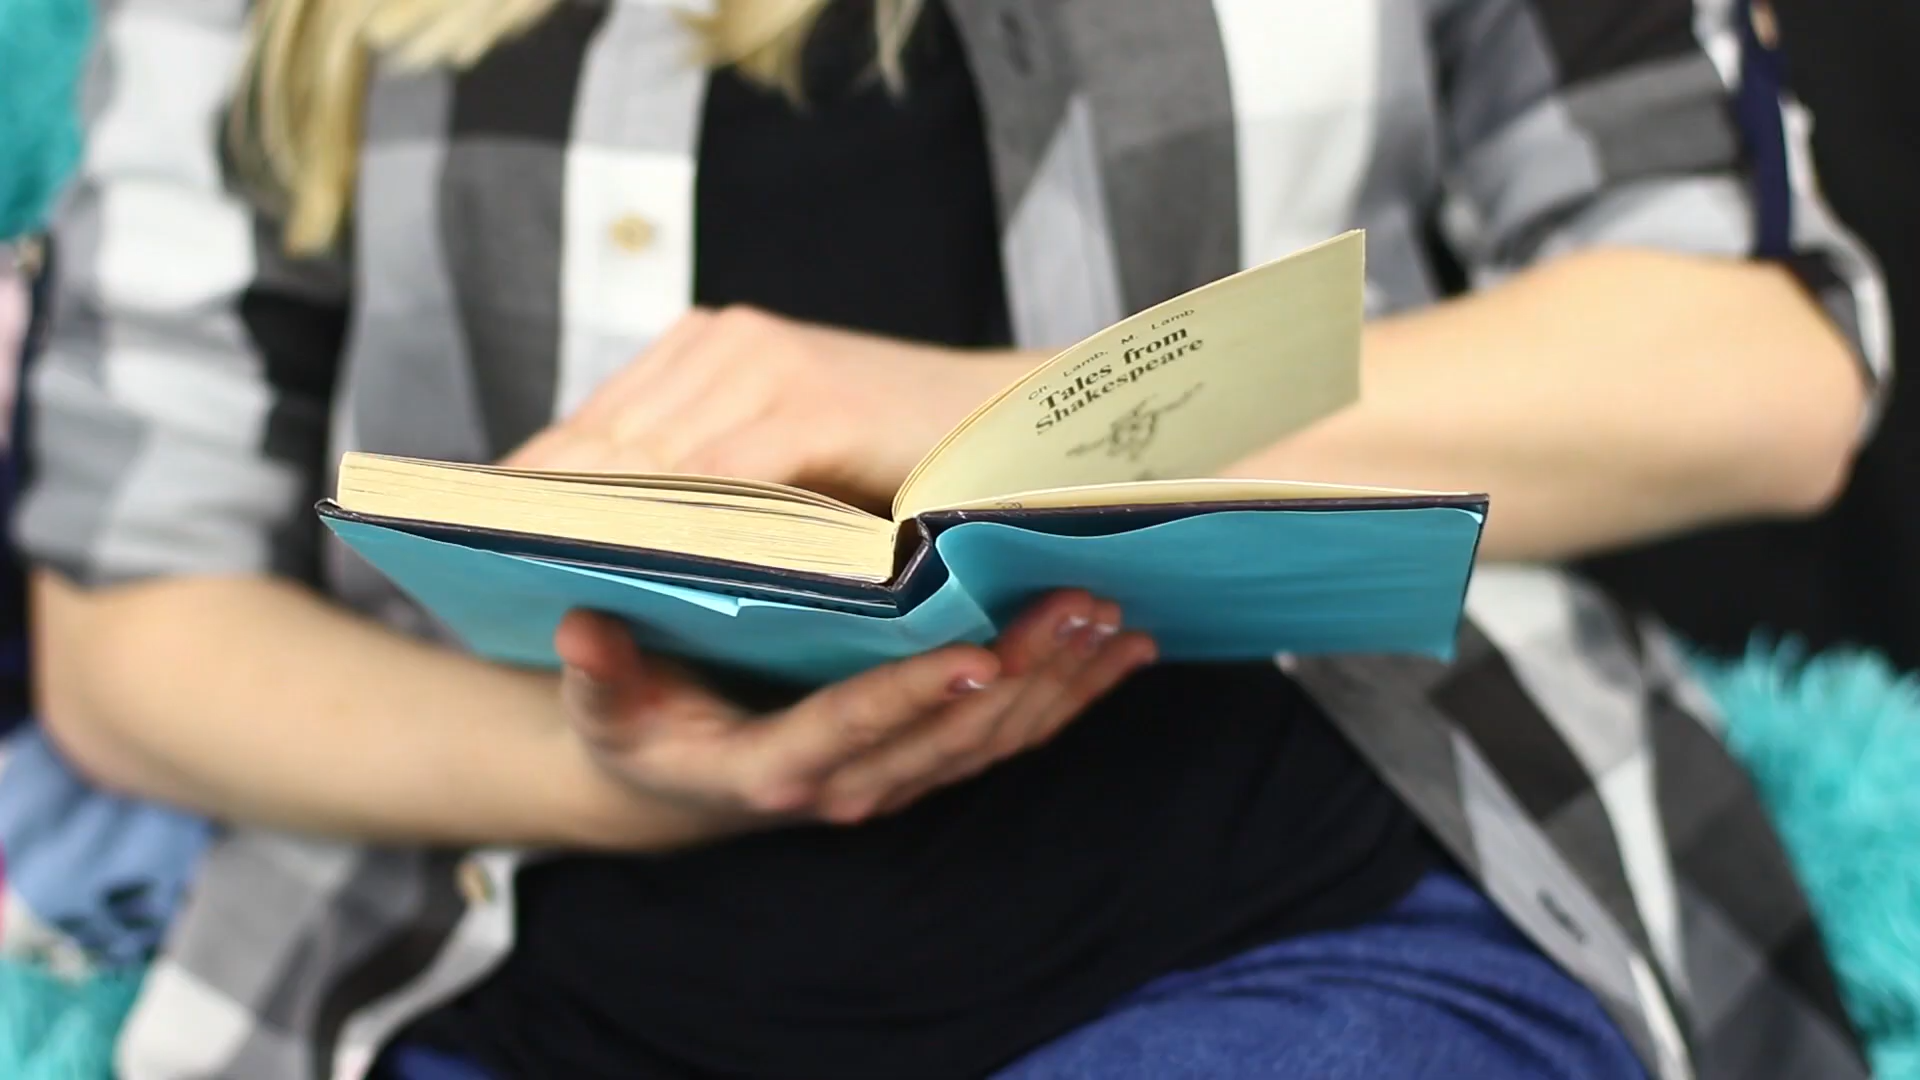 Ch. Lamb, M. Lamb
Tales from
Shakespeare